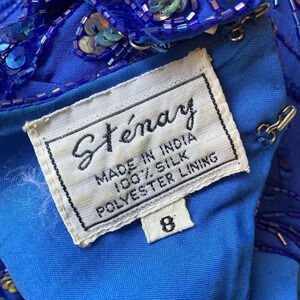 Sténay
MADE IN INDIA
100% SILK
POLYESTER LINING
8